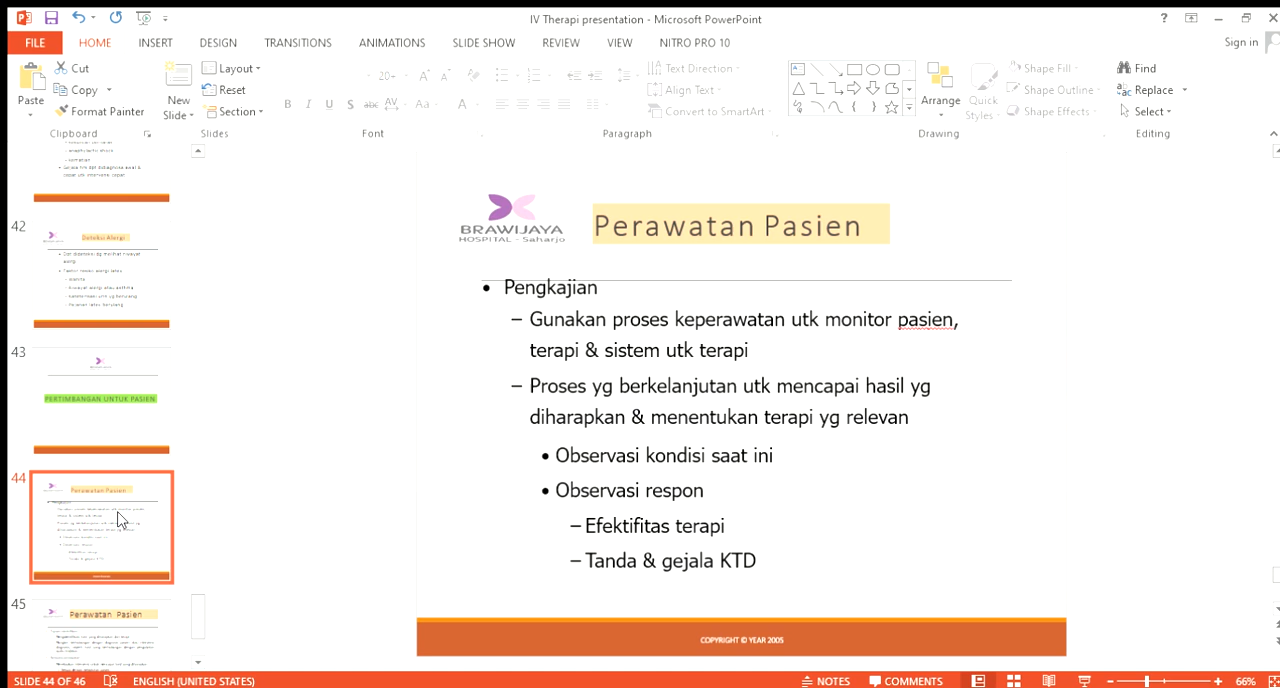 IV Therapi presentation - Microsoft PowerPoint
?
FILE HOME INSERT DESIGN TRANSITIONS ANIMATIONS SLIDE SHOW REVIEW VIEW NITRO PRO 10 Sign in
Paste
Cut
Copy
Format Painter
Clipboard
New
Slide
Layout
Reset
Section
Slides
20+
B I U S abc AV Aa A
Font
Text Direction
Align Text
Convert to SmartArt
Paragraph
Arrange
Quick
Styles
Shape Fill
Shape Outline
Shape Effects
Drawing
Find
Replace
Select
Editing
42
Deteksi Alergi
43
PERTIMBANGAN UNTUK PASIEN
44
Perawatan Pasien
45
Perawatan Pasien
BRAWIJAYA
HOSPITAL - Saharjo
Perawatan Pasien
• Pengkajian
– Gunakan proses keperawatan utk monitor pasien,
terapi & sistem utk terapi
– Proses yg berkelanjutan utk mencapai hasil yg
diharapkan & menentukan terapi yg relevan
• Observasi kondisi saat ini
• Observasi respon
– Efektifitas terapi
– Tanda & gejala KTD
COPYRIGHT © YEAR 2005
SLIDE 44 OF 46 ENGLISH (UNITED STATES) NOTES COMMENTS 66%